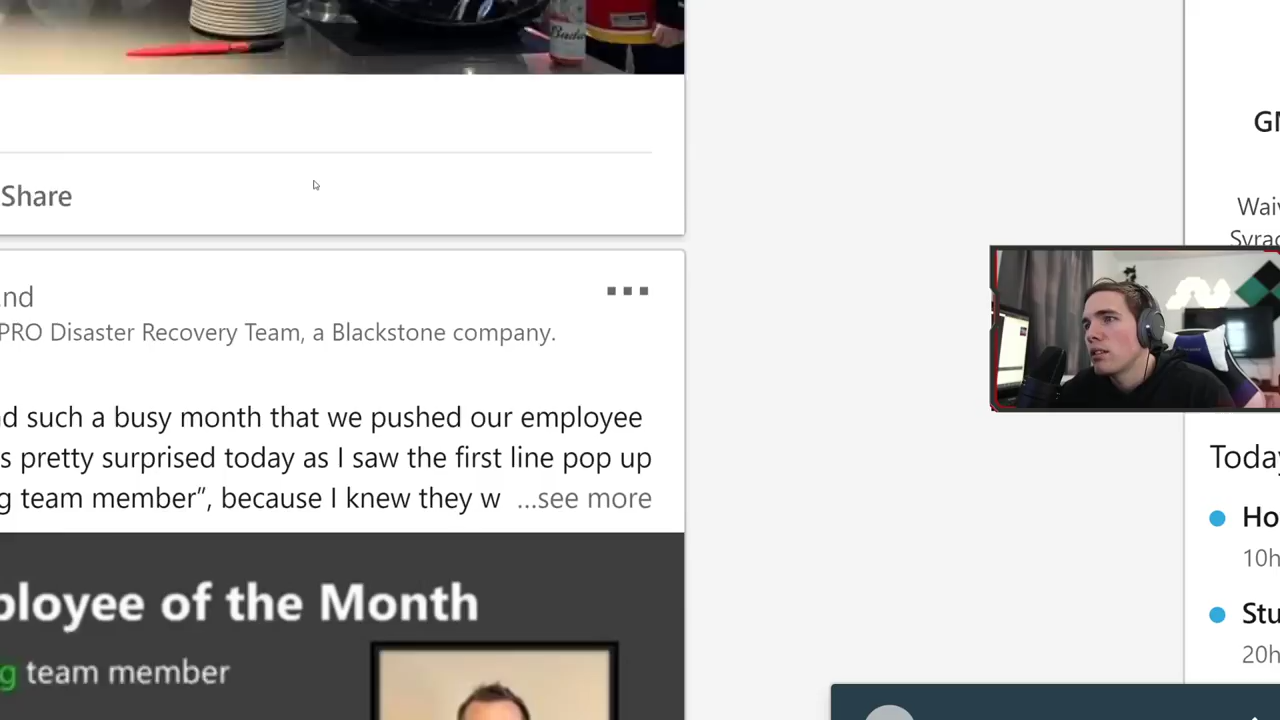 Share
nd
PRO Disaster Recovery Team, a Blackstone company.
d such a busy month that we pushed our employee
s pretty surprised today as I saw the first line pop up
g team member”, because I knew they w ...see more
ployee of the Month
g team member
GN
Waiv
Syrac
Today
Ho
10h
Stu
20h